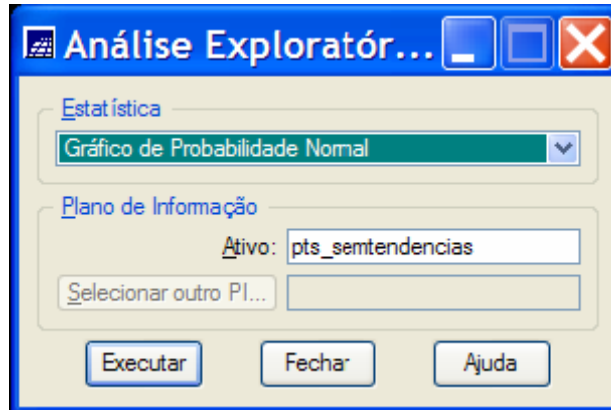 Análise Exploratór...
Estatística
Gráfico de Probabilidade Normal
Plano de Informação
Ativo: pts_semtendencias
Selecionar outro PI...
Executar Fechar Ajuda